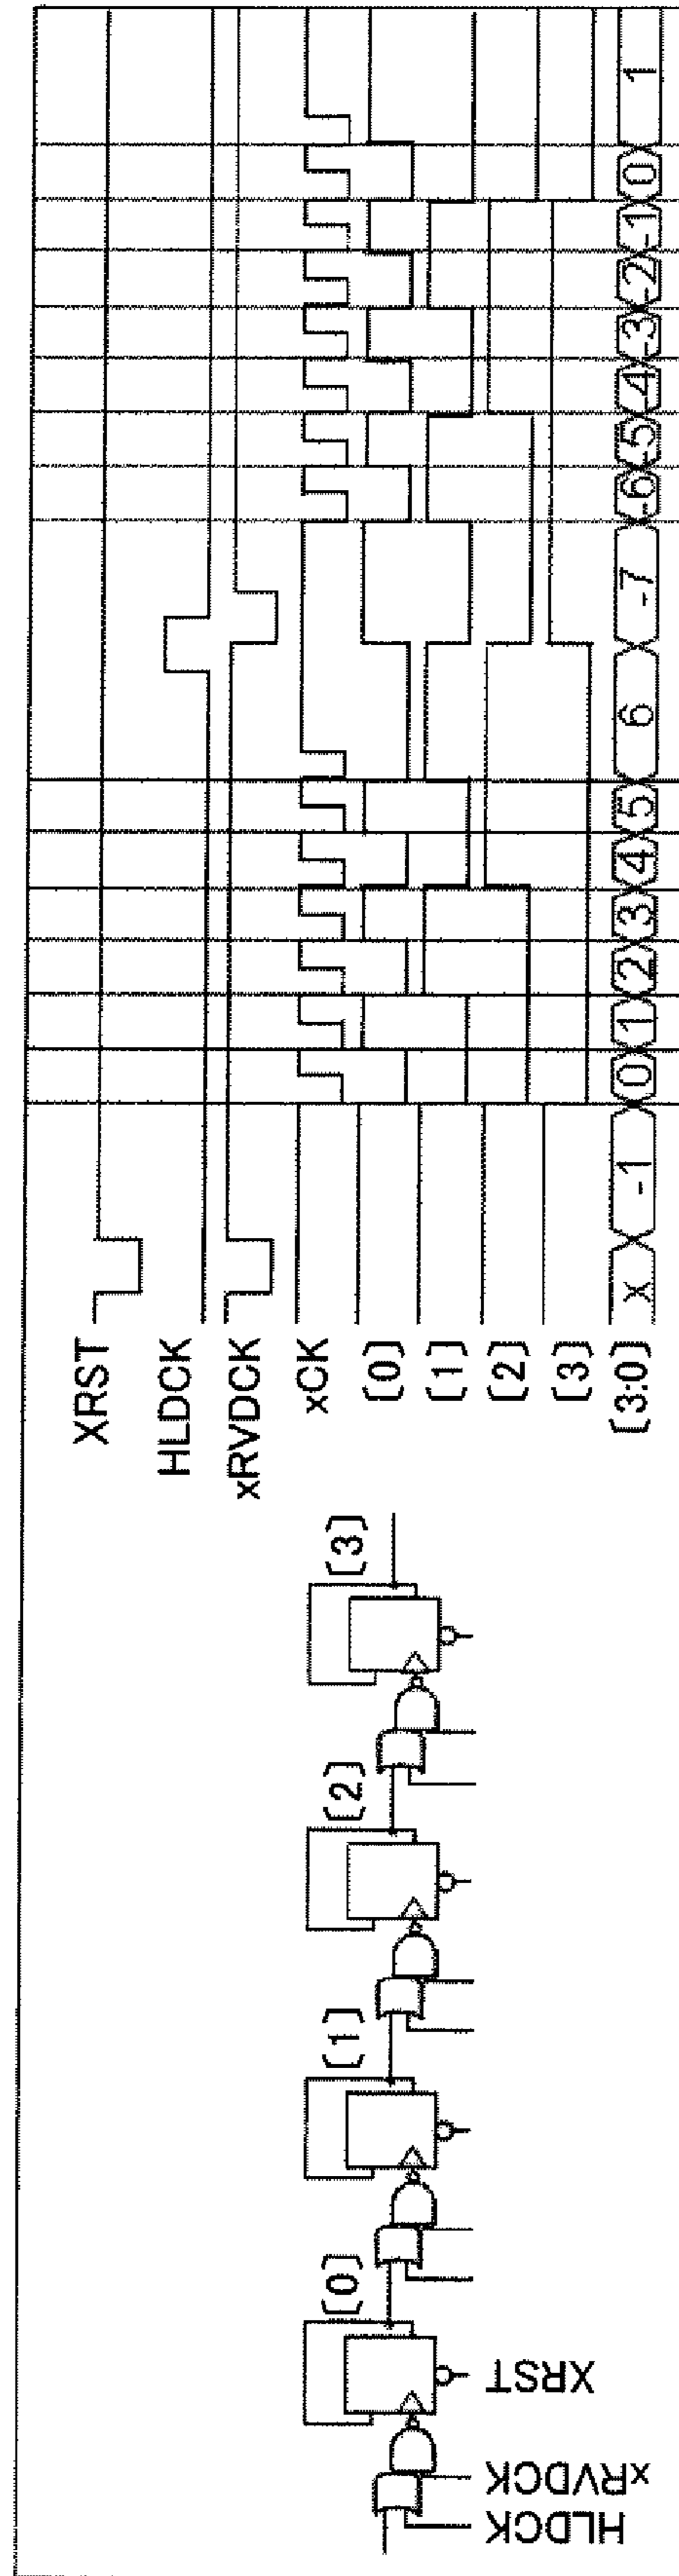 XRST
HLDCK
xRVDCK
xCK
[0]
[1]
[2]
[3]
[3:0] x -1 0 1 2 3 4 5 6 -7 -6 -5 -4 -3 -2 -1 0 1
[0] [1] [2] [3]
HLDCK
xRVDCK
XRST